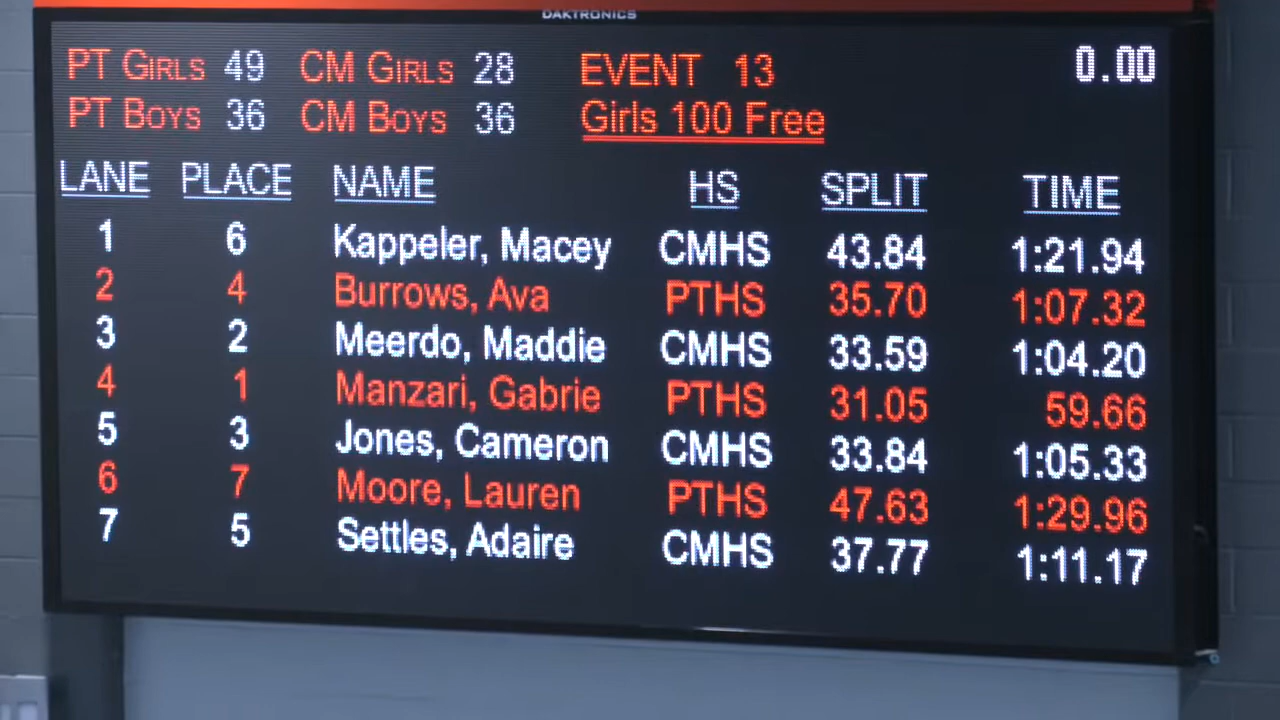 DAKTRONICS
PT GIRLS 49 CM GIRLS 28 EVENT 13 0.00
PT BOYS 36 CM BOYS 36 Girls 100 Free
LANE PLACE NAME HS SPLIT TIME
1 6 Kappeler, Macey CMHS 43.84 1:21.94
2 4 Burrows, Ava PTHS 35.70 1:07.32
3 2 Meerdo, Maddie CMHS 33.59 1:04.20
4 1 Manzari, Gabrie PTHS 31.05 59.66
5 3 Jones, Cameron CMHS 33.84 1:05.33
6 7 Moore, Lauren PTHS 47.63 1:29.96
7 5 Settles, Adaire CMHS 37.77 1:11.17